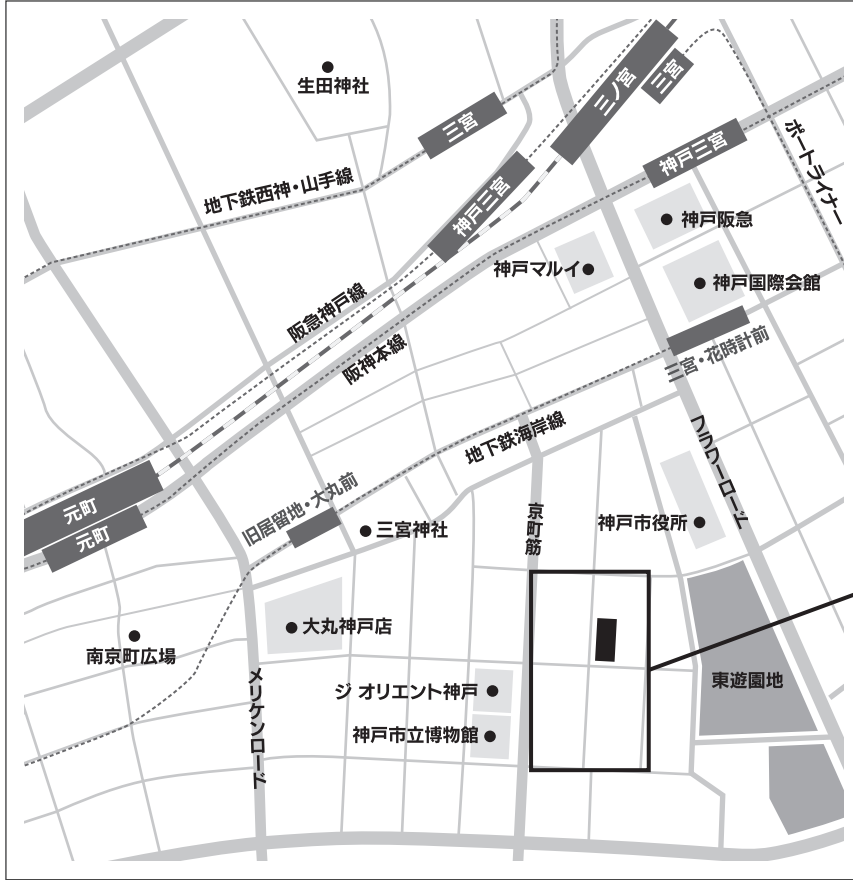 生田神社
三宮
三ノ宮
三宮
神戸三宮
神戸三宮
ポートライナー
地下鉄西神・山手線
神戸阪急
神戸マルイ
神戸国際会館
阪急神戸線
阪神本線
三宮・花時計前
地下鉄海岸線
フラワーロード
元町
元町
旧居留地・大丸前
三宮神社
京町筋
神戸市役所
大丸神戸店
南京町広場
メリケンロード
ジ オリエント神戸
神戸市立博物館
東遊園地